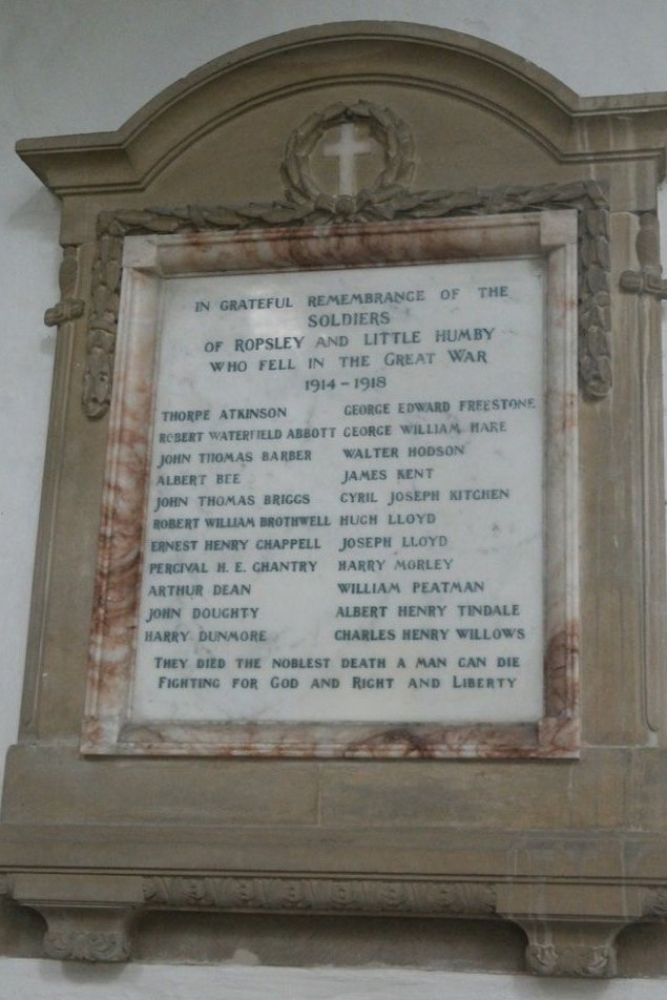 IN GRATEFUL REMEMBRANCE OF THE
SOLDIERS
OF ROPSLEY AND LITTLE HUMBY
WHO FELL IN THE GREAT WAR
1914-1918
THORPE ATKINSON
ROBERT WATERFIELD ABBOTT
JOHN THOMAS BARBER
ALBERT BEE
JOHN THOMAS BRIGGS
ROBERT WILLIAM BROTHWELL
ERNEST HENRY CHAPPELL
PERCIVAL H. E. CHANTRY
ARTHUR DEAN
JOHN DOUGHTY
HARRY DUNMORE
GEORGE EDWARD FREESTONE
GEORGE WILLIAM HARE
WALTER HODSON
JAMES KENT
CYRIL JOSEPH KITCHEN
HUGH LLOYD
JOSEPH LLOYD
HARRY MORLEY
WILLIAM PEATMAN
ALBERT HENRY TINDALE
CHARLES HENRY WILLOWS
THEY DIED THE NOBLEST DEATH A MAN CAN DIE
FIGHTING FOR GOD AND RIGHT AND LIBERTY